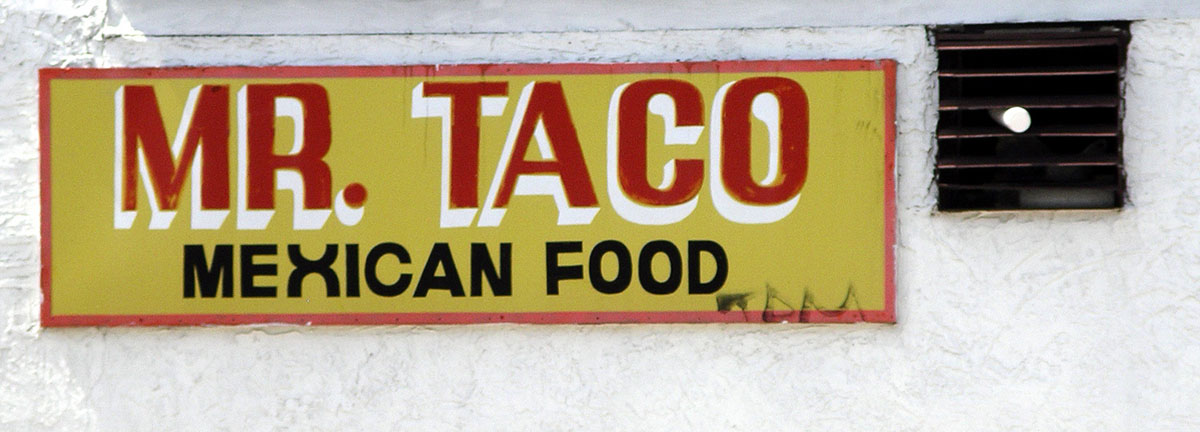 MR. TACO
MEXICAN FOOD